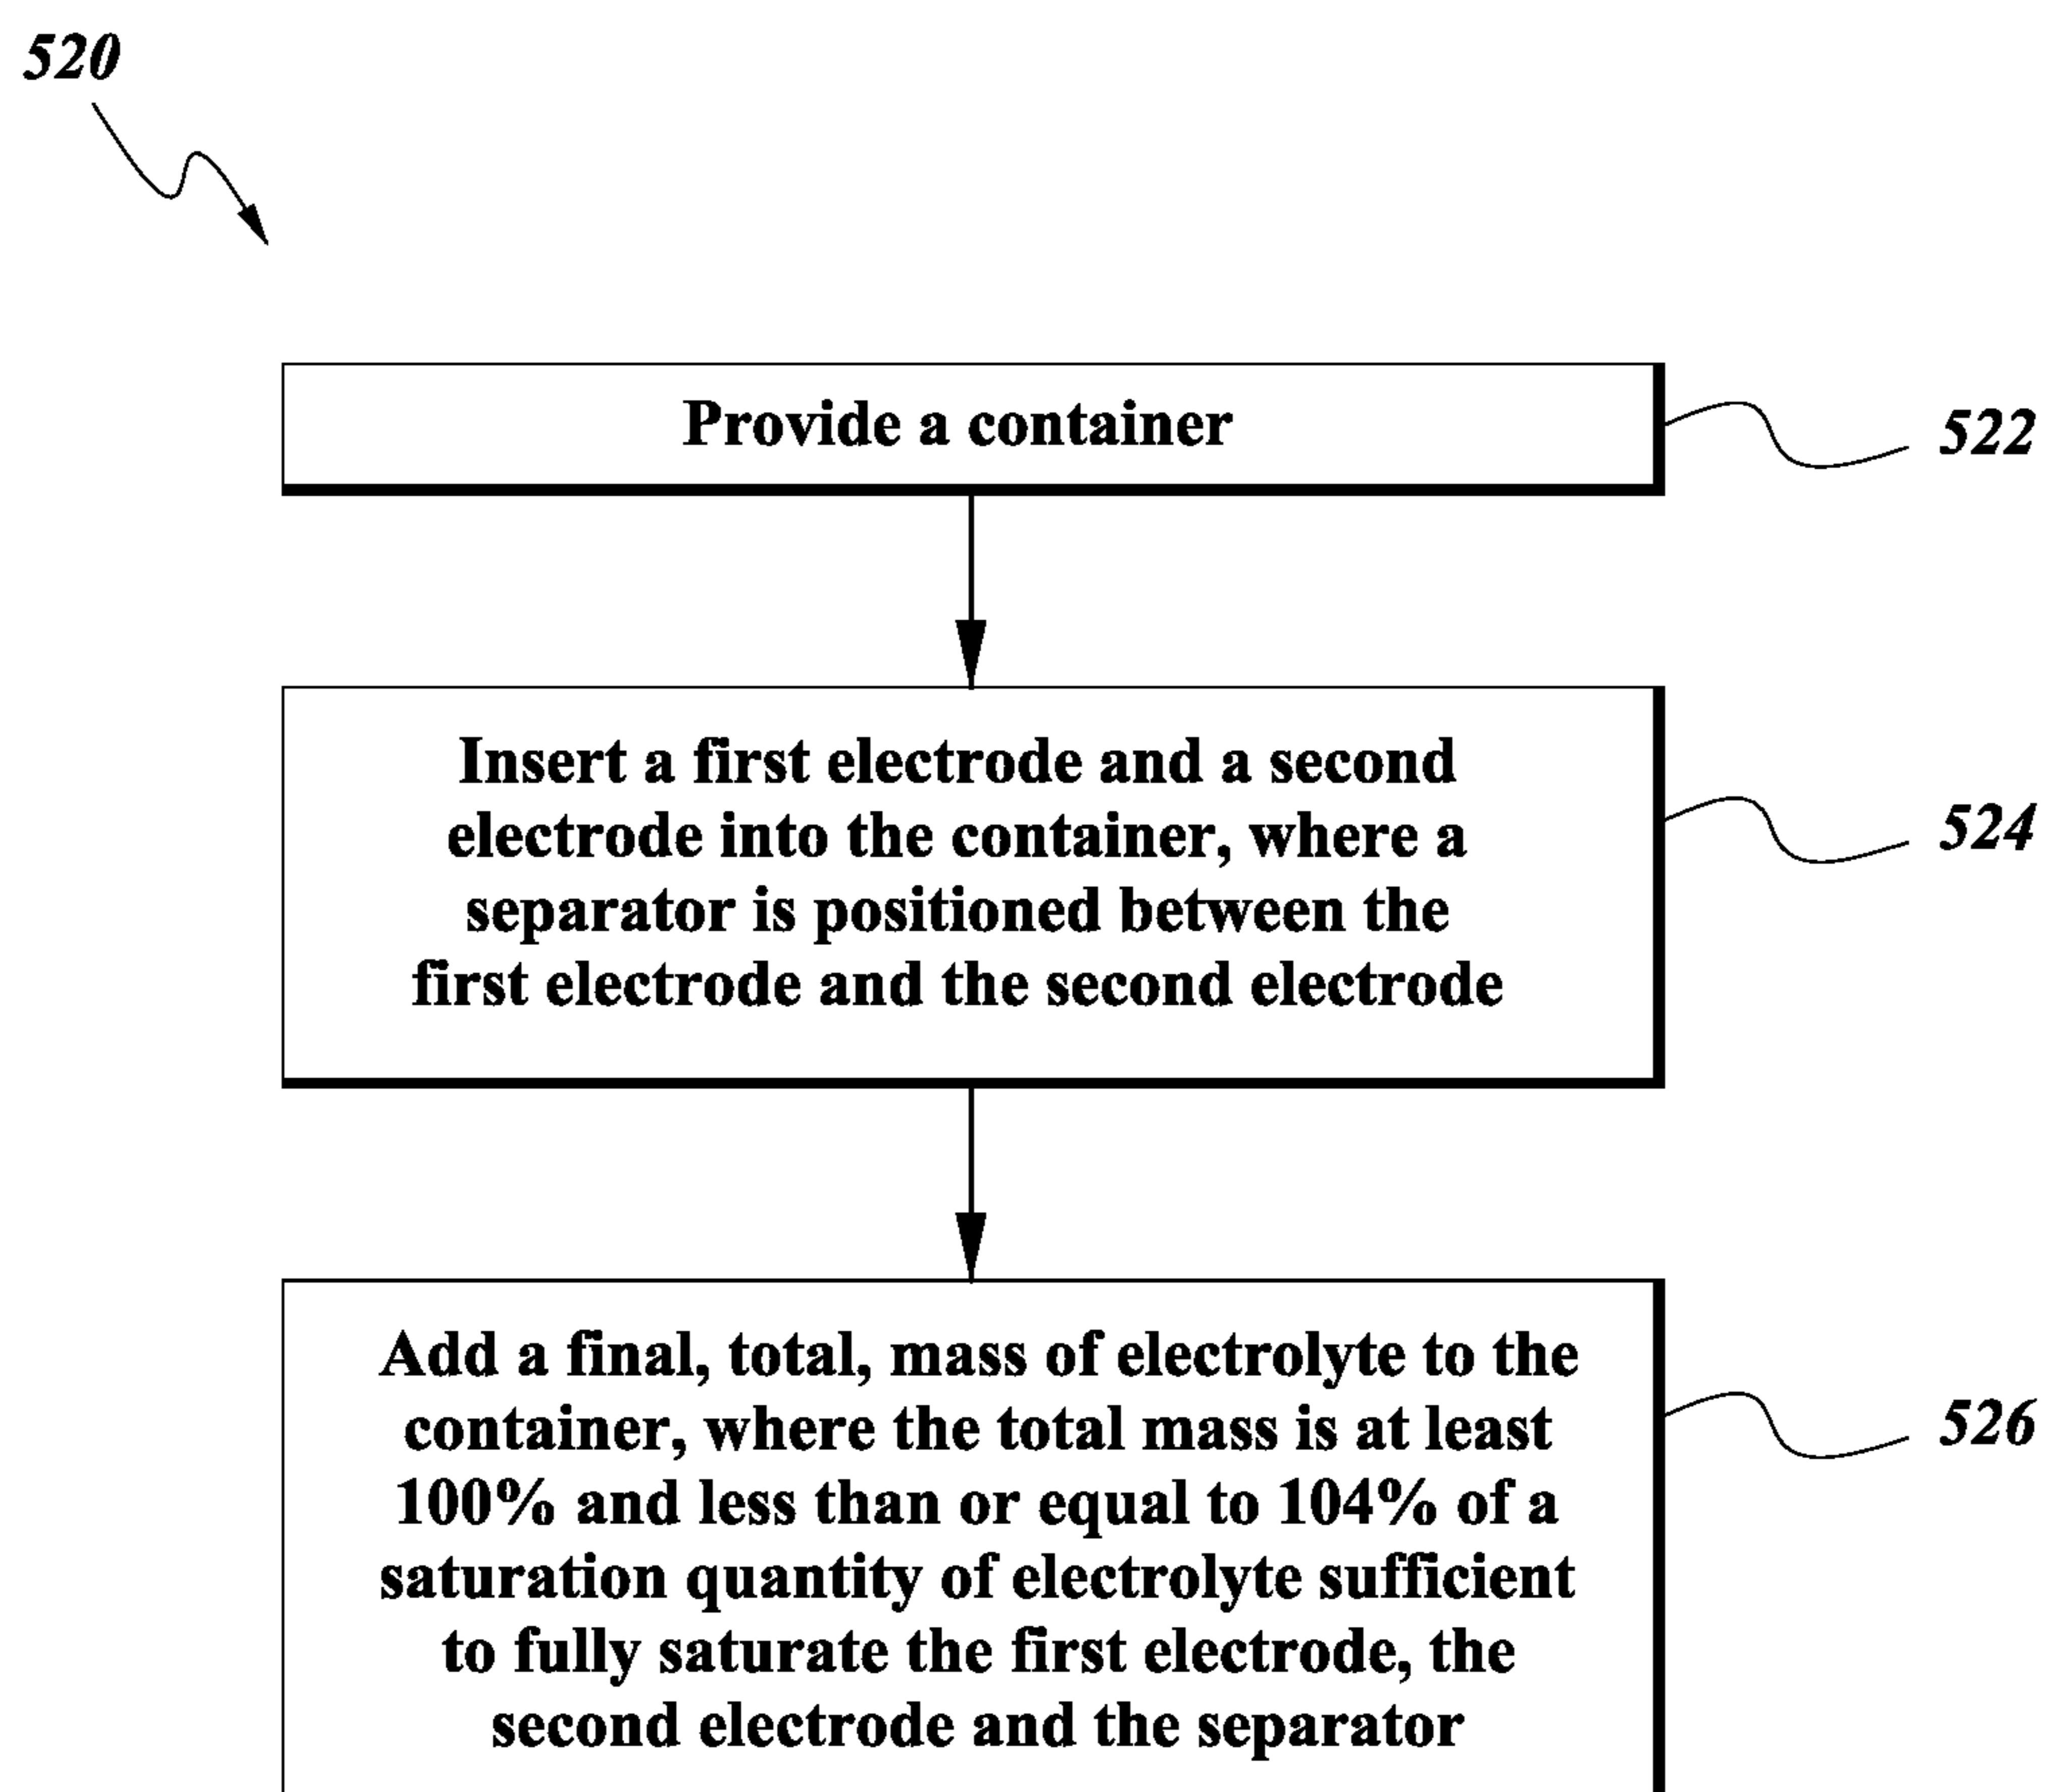 520
Provide a container
522
Insert a first electrode and a second
electrode into the container, where a
separator is positioned between the
first electrode and the second electrode
524
Add a final, total, mass of electrolyte to the
container, where the total mass is at least
100% and less than or equal to 104% of a
saturation quantity of electrolyte sufficient
to fully saturate the first electrode, the
second electrode and the separator
526